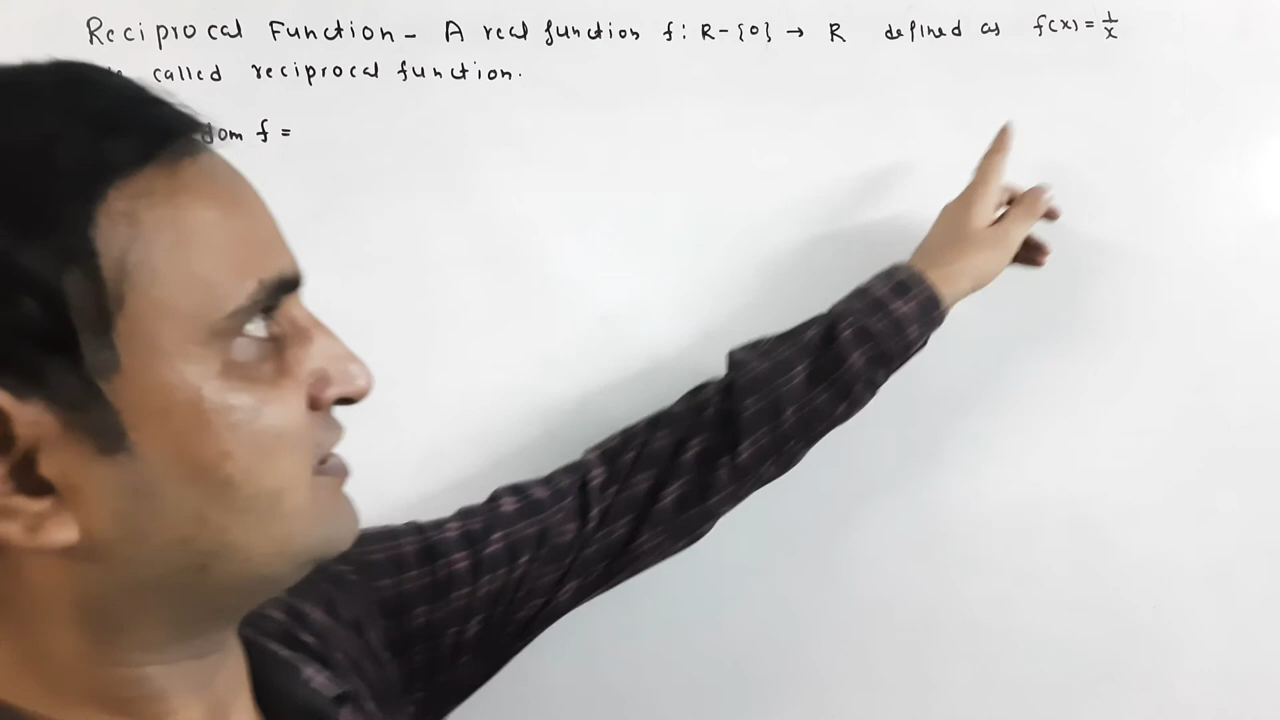 Reciprocal Function - A real function f: R-{0} → R defined as f(x)=1/x
called reciprocal function.
dom f =